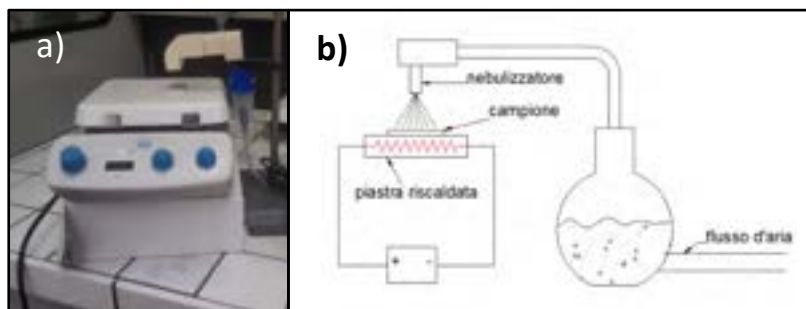 a)
b)
nebulizzatore
campione
piastra riscaldata
flusso d'aria
+ -